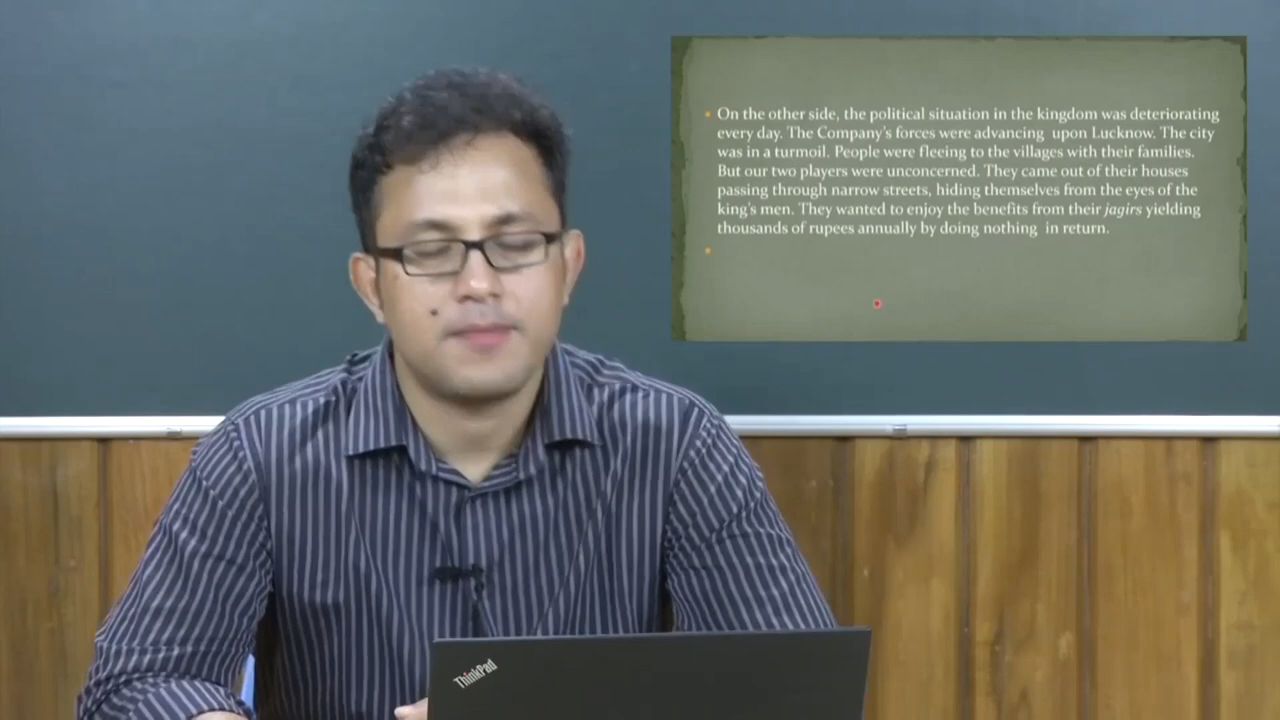 On the other side, the political situation in the kingdom was deteriorating
every day. The Company's forces were advancing upon Lucknow. The city
was in a turmoil. People were fleeing to the villages with their families.
But our two players were unconcerned. They came out of their houses
passing through narrow streets, hiding themselves from the eyes of the
king's men. They wanted to enjoy the benefits from their jagirs yielding
thousands of rupees annually by doing nothing in return.
ThinkPad